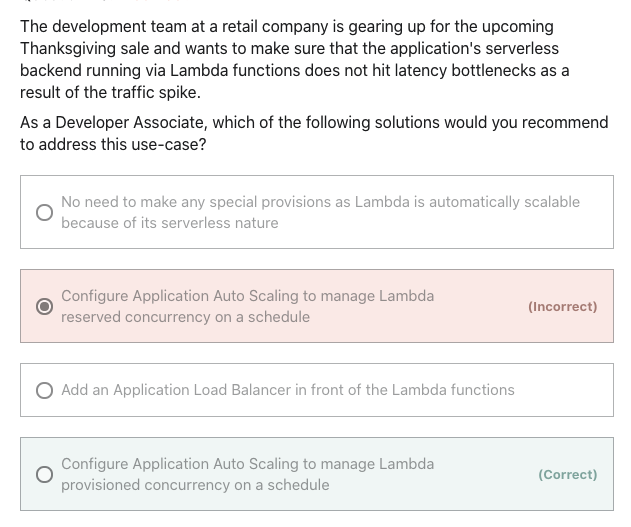 The development team at a retail company is gearing up for the upcoming
Thanksgiving sale and wants to make sure that the application's serverless
backend running via Lambda functions does not hit latency bottlenecks as a
result of the traffic spike.
As a Developer Associate, which of the following solutions would you recommend
to address this use-case?
No need to make any special provisions as Lambda is automatically scalable
because of its serverless nature
Configure Application Auto Scaling to manage Lambda
reserved concurrency on a schedule
(Incorrect)
Add an Application Load Balancer in front of the Lambda functions
Configure Application Auto Scaling to manage Lambda
provisioned concurrency on a schedule
(Correct)